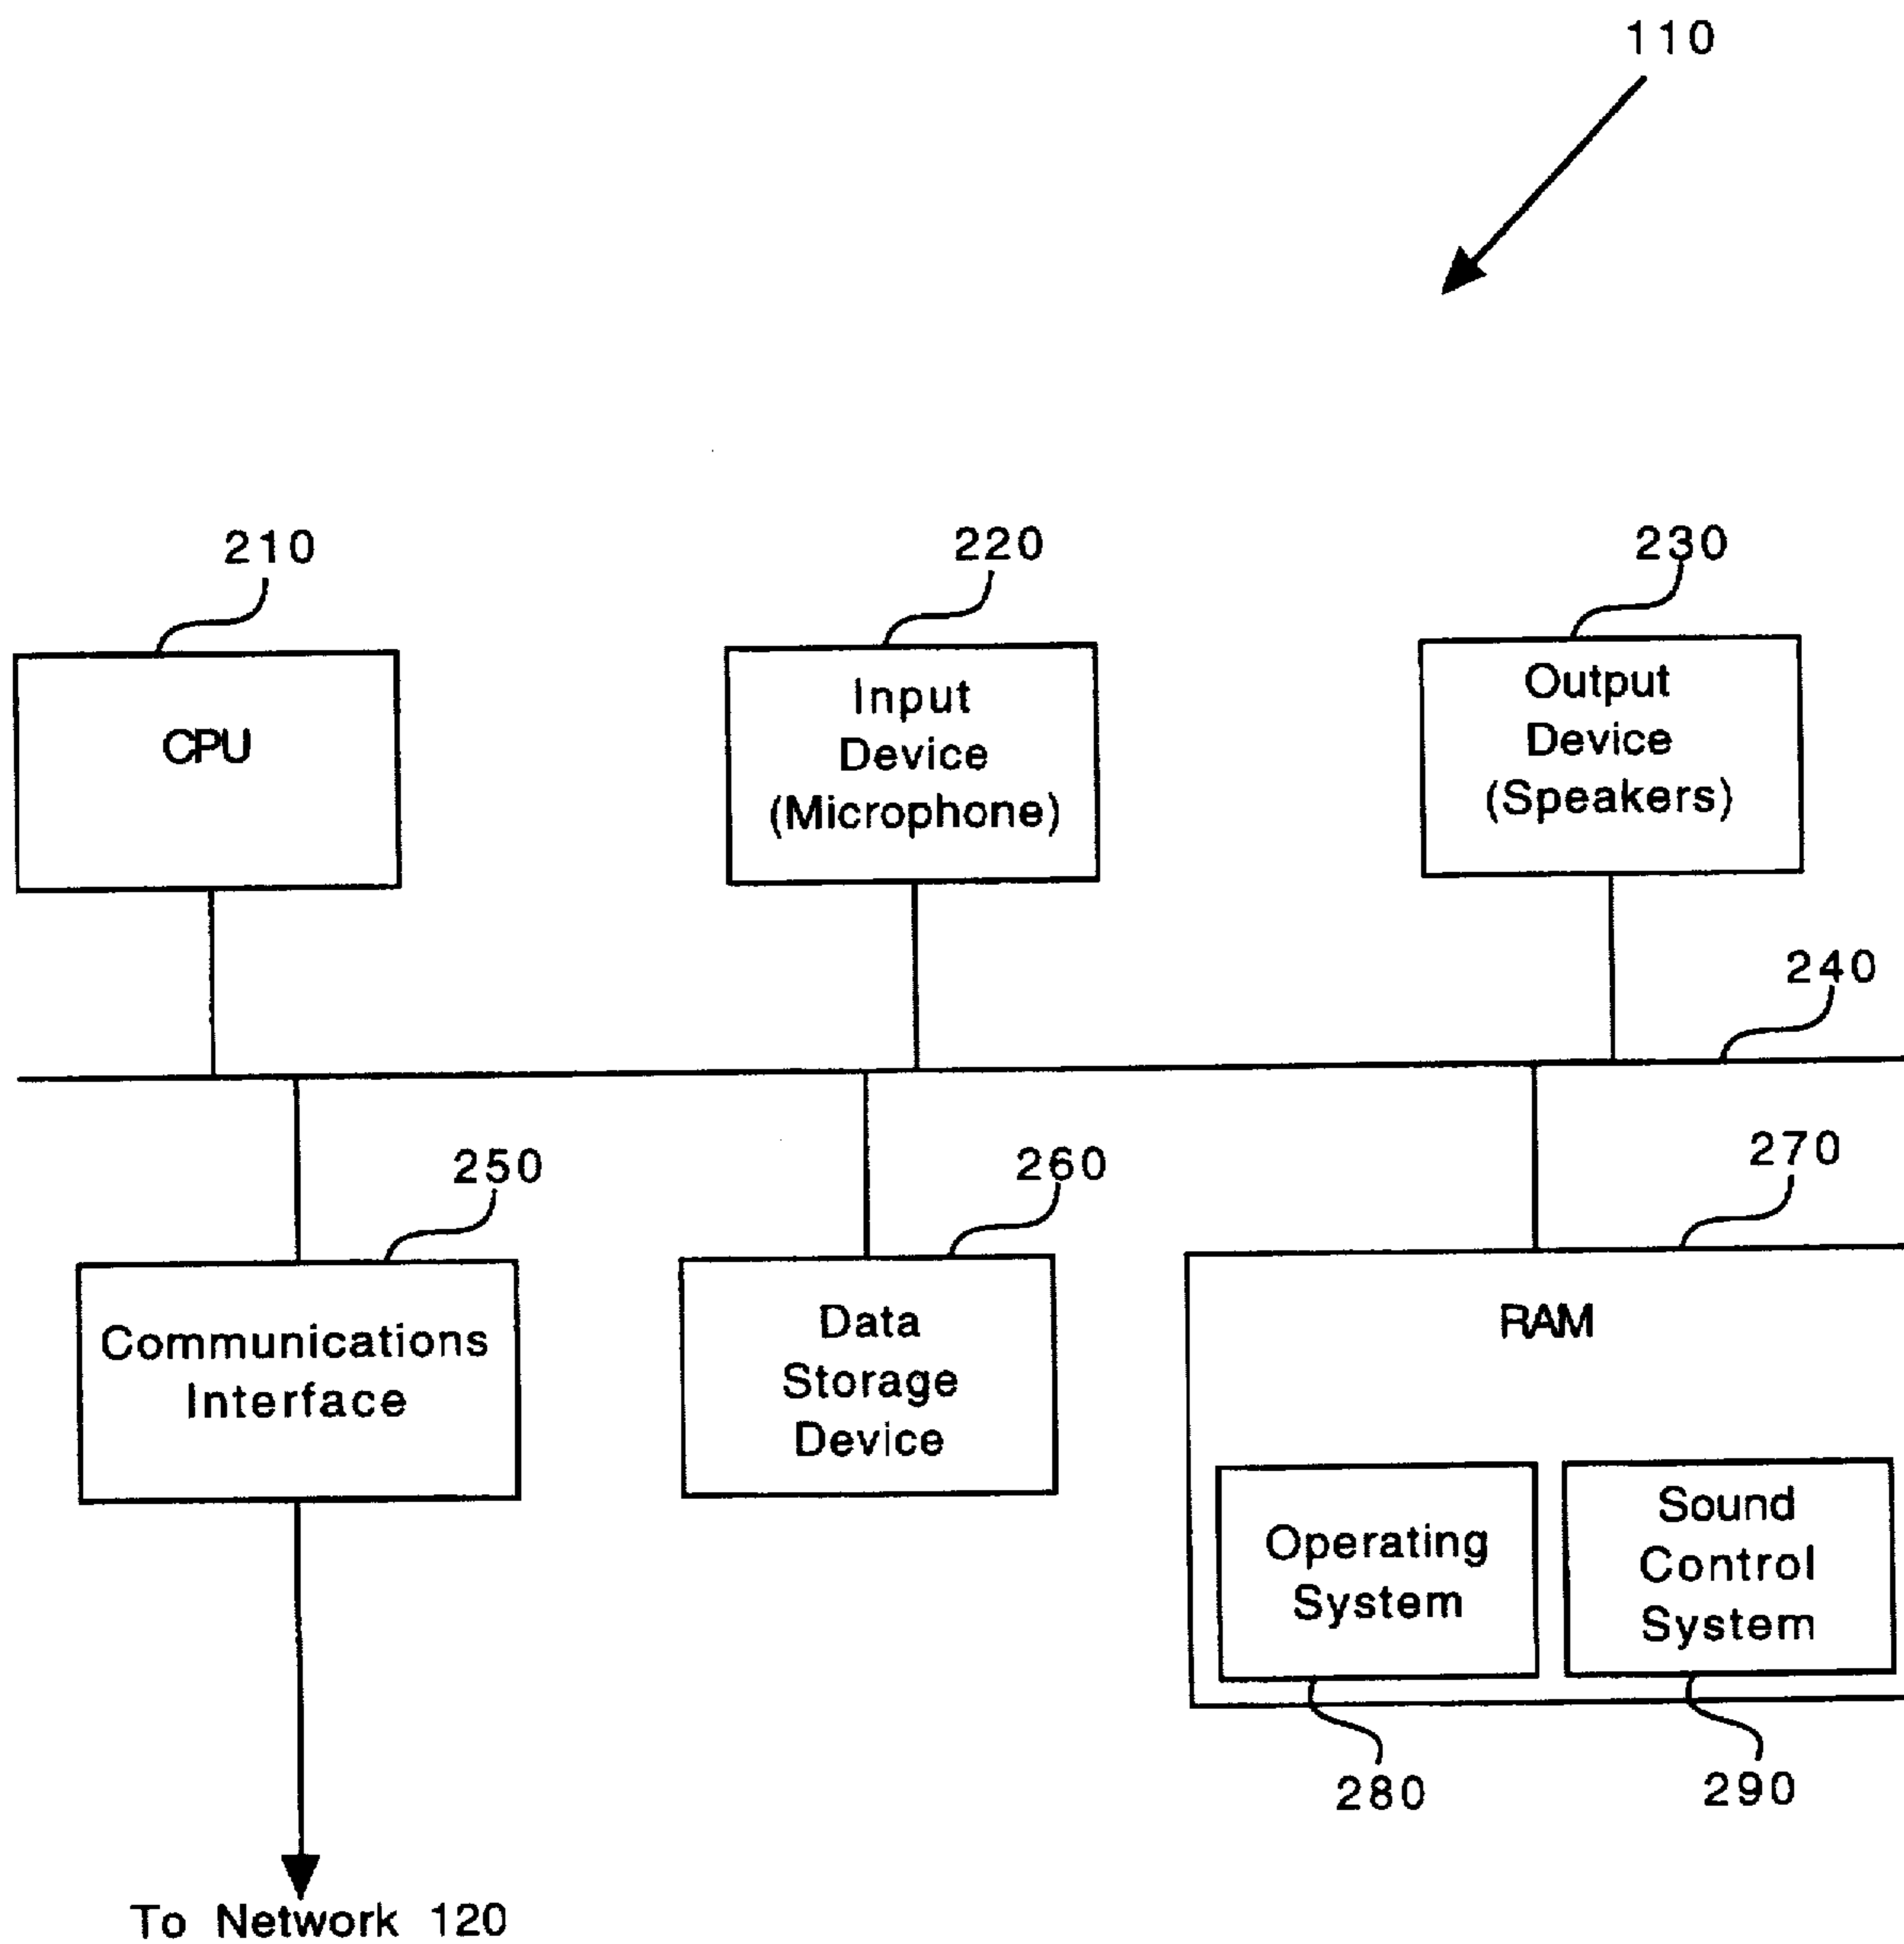 110
210
220
230
CPU
Input
Device
(Microphone)
Output
Device
(Speakers)
240
250
260
270
Communications
Interface
Data
Storage
Device
RAM
Operating
System
Sound
Control
System
280
290
To Network 120